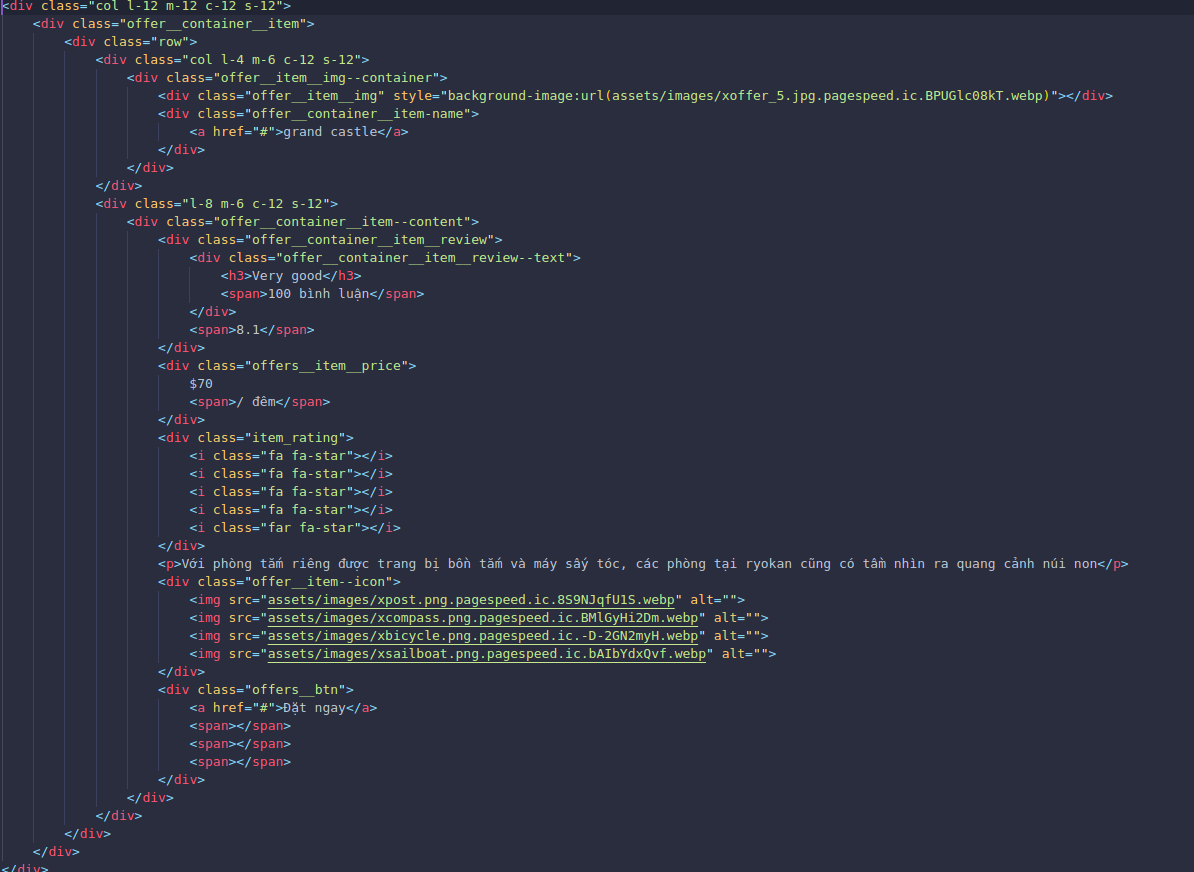 <div class="col l-12 m-12 c-12 s-12">
<div class="offer__container__item">
<div class="row">
<div class="col l-4 m-6 c-12 s-12">
<div class="offer__item__img--container">
<div class="offer__item__img" style="background-image:url(assets/images/xoffer_5.jpg.pagespeed.ic.BPUGlc08kT.webp)"></div>
<div class="offer__container__item-name">
<a href="#">grand castle</a>
</div>
</div>
</div>
<div class="l-8 m-6 c-12 s-12">
<div class="offer__container__item--content">
<div class="offer__container__item__review">
<div class="offer__container__item__review--text">
<h3>Very good</h3>
<span>100 bình luận</span>
</div>
<span>8.1</span>
</div>
<div class="offers__item__price">
$70
<span>/ đêm</span>
</div>
<div class="item_rating">
<i class="fa fa-star"></i>
<i class="fa fa-star"></i>
<i class="fa fa-star"></i>
<i class="fa fa-star"></i>
<i class="far fa-star"></i>
</div>
<p>Với phòng tắm riêng được trang bị bồn tắm và máy sấy tóc, các phòng tại ryokan cũng có tầm nhìn ra quang cảnh núi non</p>
<div class="offer__item--icon">
<img src="assets/images/xpost.png.pagespeed.ic.8S9NJqfU1S.webp" alt="">
<img src="assets/images/xcompass.png.pagespeed.ic.BMlGyHi2Dm.webp" alt="">
<img src="assets/images/xbicycle.png.pagespeed.ic.-D-2GN2myH.webp" alt="">
<img src="assets/images/xsailboat.png.pagespeed.ic.bAIbYdxQvf.webp" alt="">
</div>
<div class="offers__btn">
<a href="#">Đặt ngay</a>
<span></span>
<span></span>
<span></span>
</div>
</div>
</div>
</div>
</div>
</div>